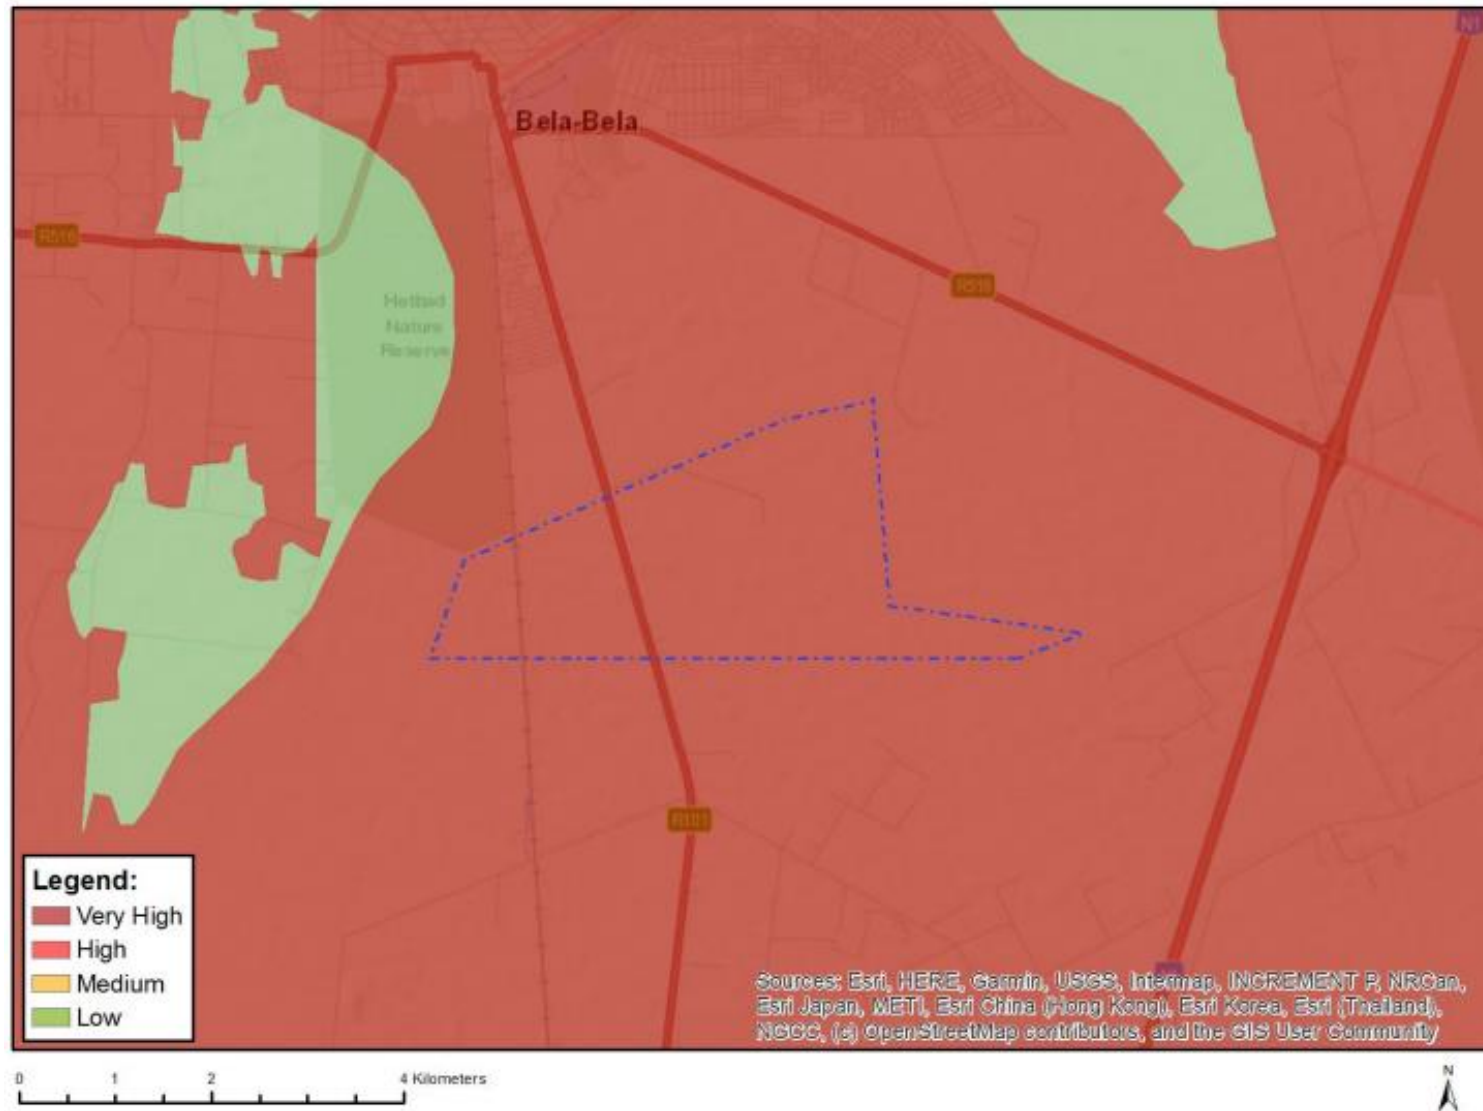 Bela-Bela
R516
R516
Hotbad
Nature
Reserve
R101
N1
Legend:
Very High
High
Medium
Low
Sources: Esri, HERE, Garmin, USGS, Intermap, INCREMENT P, NRCan,
Esri Japan, METI, Esri China (Hong Kong), Esri Korea, Esri (Thailand),
NGCC, (c) OpenStreetMap contributors, and the GIS User Community
0 1 2 4 Kilometers
N